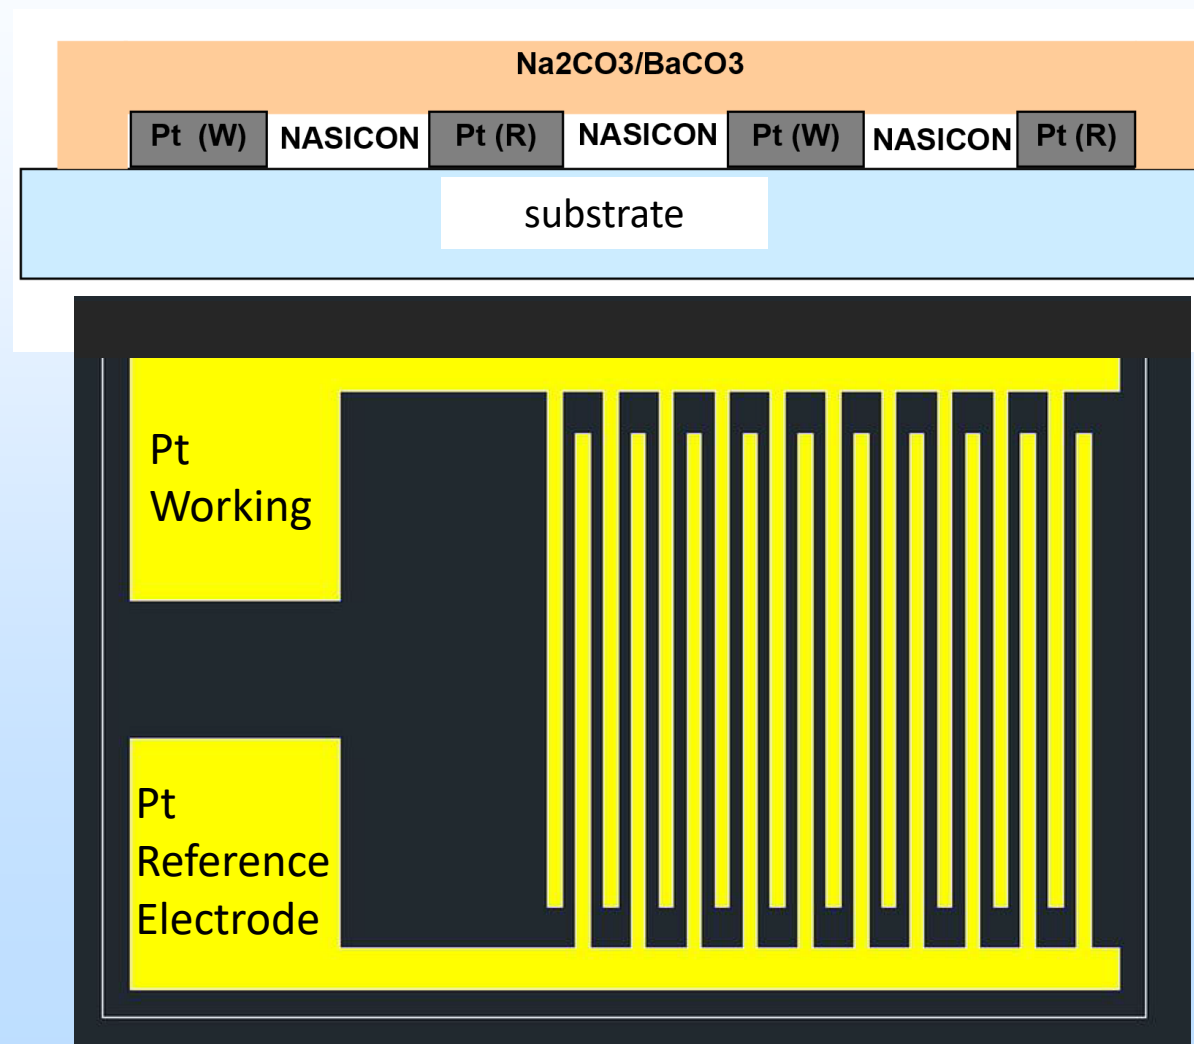 Na2CO3/BaCO3
Pt (W) NASICON Pt (R) NASICON Pt (W) NASICON Pt (R)
substrate
Pt
Working
Pt
Reference
Electrode